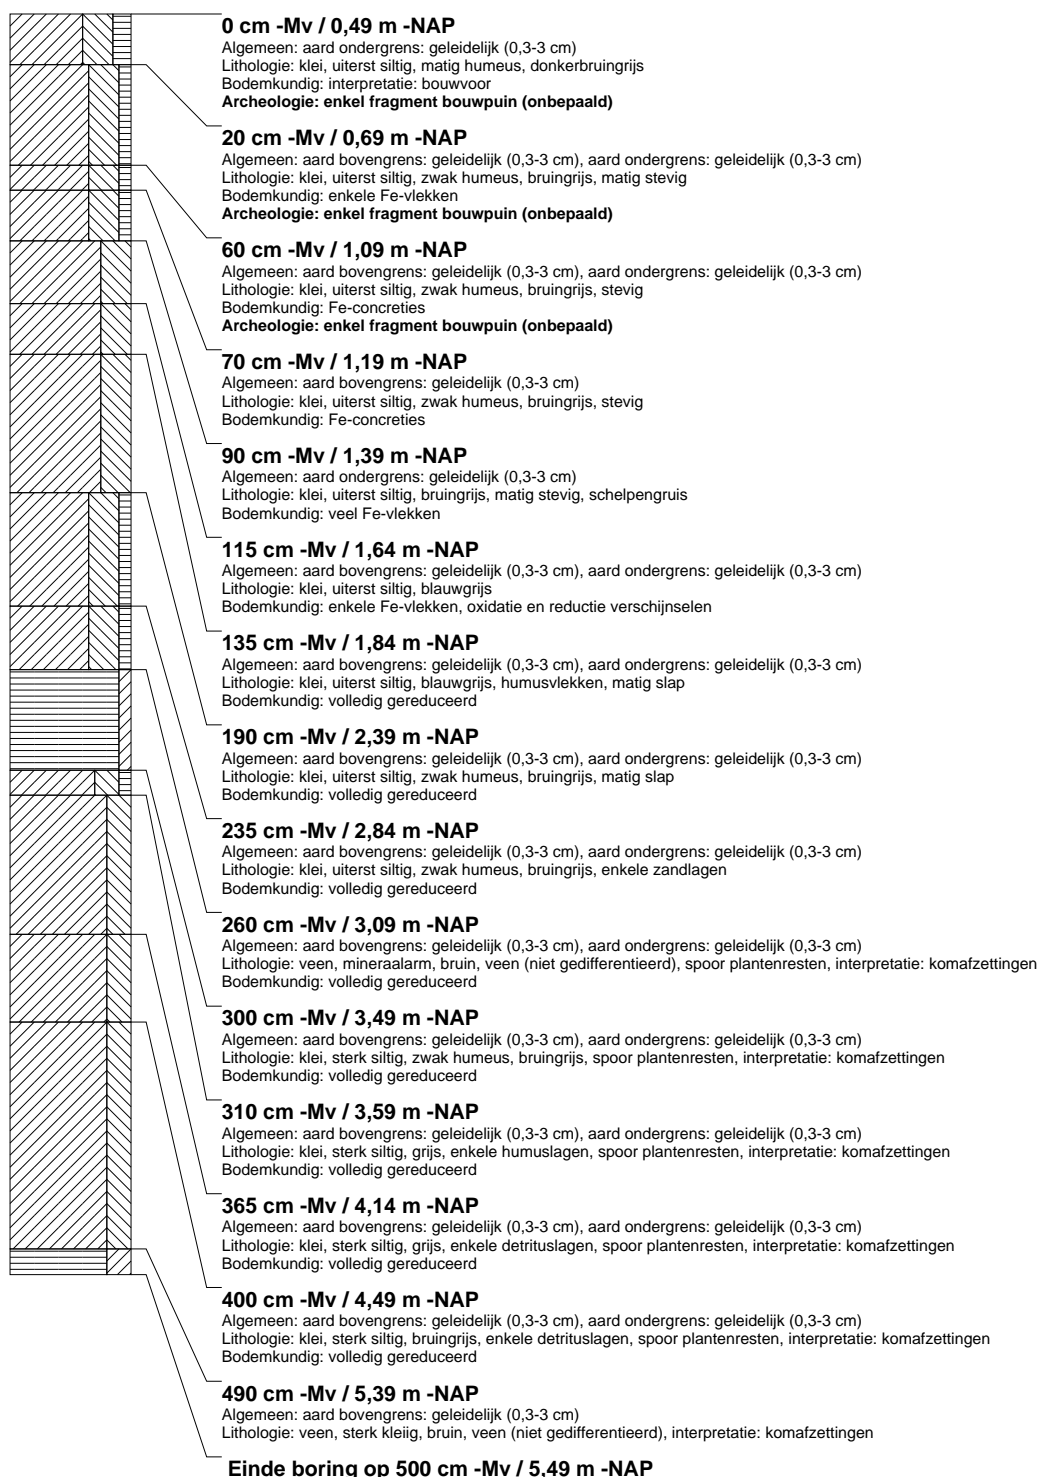 0 cm -Mv / 0,49 m -NAP
Algemeen: aard ondergrens: geleidelijk (0,3-3 cm)
Lithologie: klei, uiterst siltig, matig humeus, donkerbruingrijs
Bodemkundig: interpretatie: bouwvoor
Archeologie: enkel fragment bouwpuin (onbepaald)
20 cm -Mv / 0,69 m -NAP
Algemeen: aard bovengrens: geleidelijk (0,3-3 cm), aard ondergrens: geleidelijk (0,3-3 cm)
Lithologie: klei, uiterst siltig, zwak humeus, bruingrijs, matig stevig
Bodemkundig: enkele Fe-vlekken
Archeologie: enkel fragment bouwpuin (onbepaald)
60 cm -Mv / 1,09 m -NAP
Algemeen: aard bovengrens: geleidelijk (0,3-3 cm), aard ondergrens: geleidelijk (0,3-3 cm)
Lithologie: klei, uiterst siltig, zwak humeus, bruingrijs, stevig
Bodemkundig: Fe-concreties
Archeologie: enkel fragment bouwpuin (onbepaald)
70 cm -Mv / 1,19 m -NAP
Algemeen: aard bovengrens: geleidelijk (0,3-3 cm)
Lithologie: klei, uiterst siltig, zwak humeus, bruingrijs, stevig
Bodemkundig: Fe-concreties
90 cm -Mv / 1,39 m -NAP
Algemeen: aard ondergrens: geleidelijk (0,3-3 cm)
Lithologie: klei, uiterst siltig, bruingrijs, matig stevig, schelpengruis
Bodemkundig: veel Fe-vlekken
115 cm -Mv / 1,64 m -NAP
Algemeen: aard bovengrens: geleidelijk (0,3-3 cm), aard ondergrens: geleidelijk (0,3-3 cm)
Lithologie: klei, uiterst siltig, blauwgrijs
Bodemkundig: enkele Fe-vlekken, oxidatie en reductie verschijnselen
135 cm -Mv / 1,84 m -NAP
Algemeen: aard bovengrens: geleidelijk (0,3-3 cm), aard ondergrens: geleidelijk (0,3-3 cm)
Lithologie: klei, uiterst siltig, blauwgrijs, humusvlekken, matig slap
Bodemkundig: volledig gereduceerd
190 cm -Mv / 2,39 m -NAP
Algemeen: aard bovengrens: geleidelijk (0,3-3 cm), aard ondergrens: geleidelijk (0,3-3 cm)
Lithologie: klei, uiterst siltig, zwak humeus, bruingrijs, matig slap
Bodemkundig: volledig gereduceerd
235 cm -Mv / 2,84 m -NAP
Algemeen: aard bovengrens: geleidelijk (0,3-3 cm), aard ondergrens: geleidelijk (0,3-3 cm)
Lithologie: klei, uiterst siltig, zwak humeus, bruingrijs, enkele zandlagen
Bodemkundig: volledig gereduceerd
260 cm -Mv / 3,09 m -NAP
Algemeen: aard bovengrens: geleidelijk (0,3-3 cm), aard ondergrens: geleidelijk (0,3-3 cm)
Lithologie: veen, mineraalarm, bruin, veen (niet gedifferentieerd), spoor plantenresten, interpretatie: komafzettingen
Bodemkundig: volledig gereduceerd
300 cm -Mv / 3,49 m -NAP
Algemeen: aard bovengrens: geleidelijk (0,3-3 cm), aard ondergrens: geleidelijk (0,3-3 cm)
Lithologie: klei, sterk siltig, zwak humeus, bruingrijs, spoor plantenresten, interpretatie: komafzettingen
Bodemkundig: volledig gereduceerd
310 cm -Mv / 3,59 m -NAP
Algemeen: aard bovengrens: geleidelijk (0,3-3 cm), aard ondergrens: geleidelijk (0,3-3 cm)
Lithologie: klei, sterk siltig, grijs, enkele humuslagen, spoor plantenresten, interpretatie: komafzettingen
Bodemkundig: volledig gereduceerd
365 cm -Mv / 4,14 m -NAP
Algemeen: aard bovengrens: geleidelijk (0,3-3 cm), aard ondergrens: geleidelijk (0,3-3 cm)
Lithologie: klei, sterk siltig, grijs, enkele detrituslagen, spoor plantenresten, interpretatie: komafzettingen
Bodemkundig: volledig gereduceerd
400 cm -Mv / 4,49 m -NAP
Algemeen: aard bovengrens: geleidelijk (0,3-3 cm), aard ondergrens: geleidelijk (0,3-3 cm)
Lithologie: klei, sterk siltig, bruingrijs, enkele detrituslagen, spoor plantenresten, interpretatie: komafzettingen
Bodemkundig: volledig gereduceerd
490 cm -Mv / 5,39 m -NAP
Algemeen: aard bovengrens: geleidelijk (0,3-3 cm)
Lithologie: veen, sterk kleiig, bruin, veen (niet gedifferentieerd), interpretatie: komafzettingen
Einde boring op 500 cm -Mv / 5,49 m -NAP